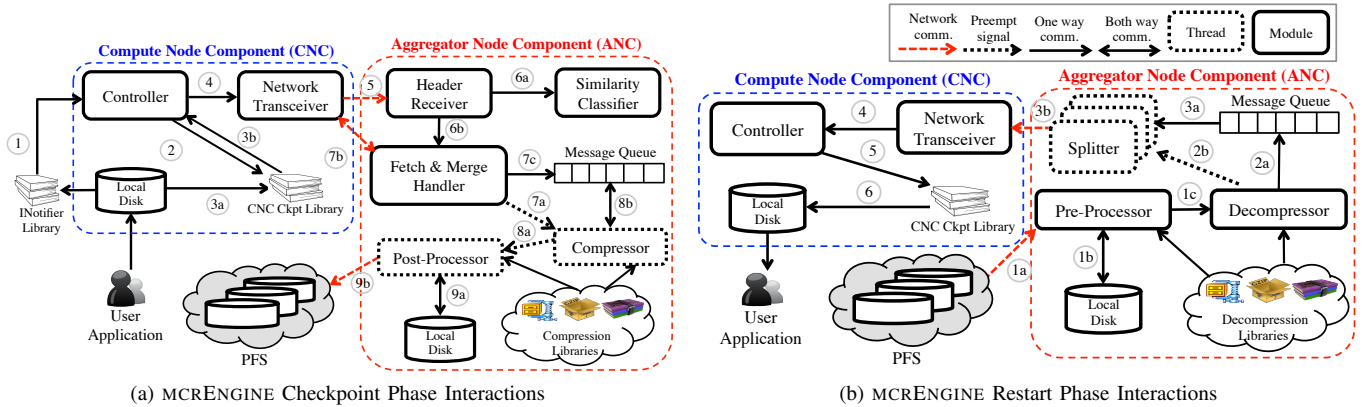 Network comm.
Preempt signal
One way comm.
Both way comm.
Thread
Module
Compute Node Component (CNC)
Aggregator Node Component (ANC)
Controller
4
Network Transceiver
5
Header Receiver
6a
Similarity Classifier
1
2
3b
7b
6b
Fetch & Merge Handler
7c
Message Queue
INotifier Library
Local Disk
3a
CNC Ckpt Library
7a
8b
8a
Compressor
Post-Processor
9b
9a
Local Disk
Compression Libraries
User Application
PFS
(a) MCRENGINE Checkpoint Phase Interactions
Compute Node Component (CNC)
Aggregator Node Component (ANC)
Controller
4
Network Transceiver
3b
Splitter
3a
Message Queue
5
2b
2a
Local Disk
6
CNC Ckpt Library
Pre-Processor
1c
Decompressor
1a
1b
Local Disk
Decompression Libraries
User Application
PFS
(b) MCRENGINE Restart Phase Interactions